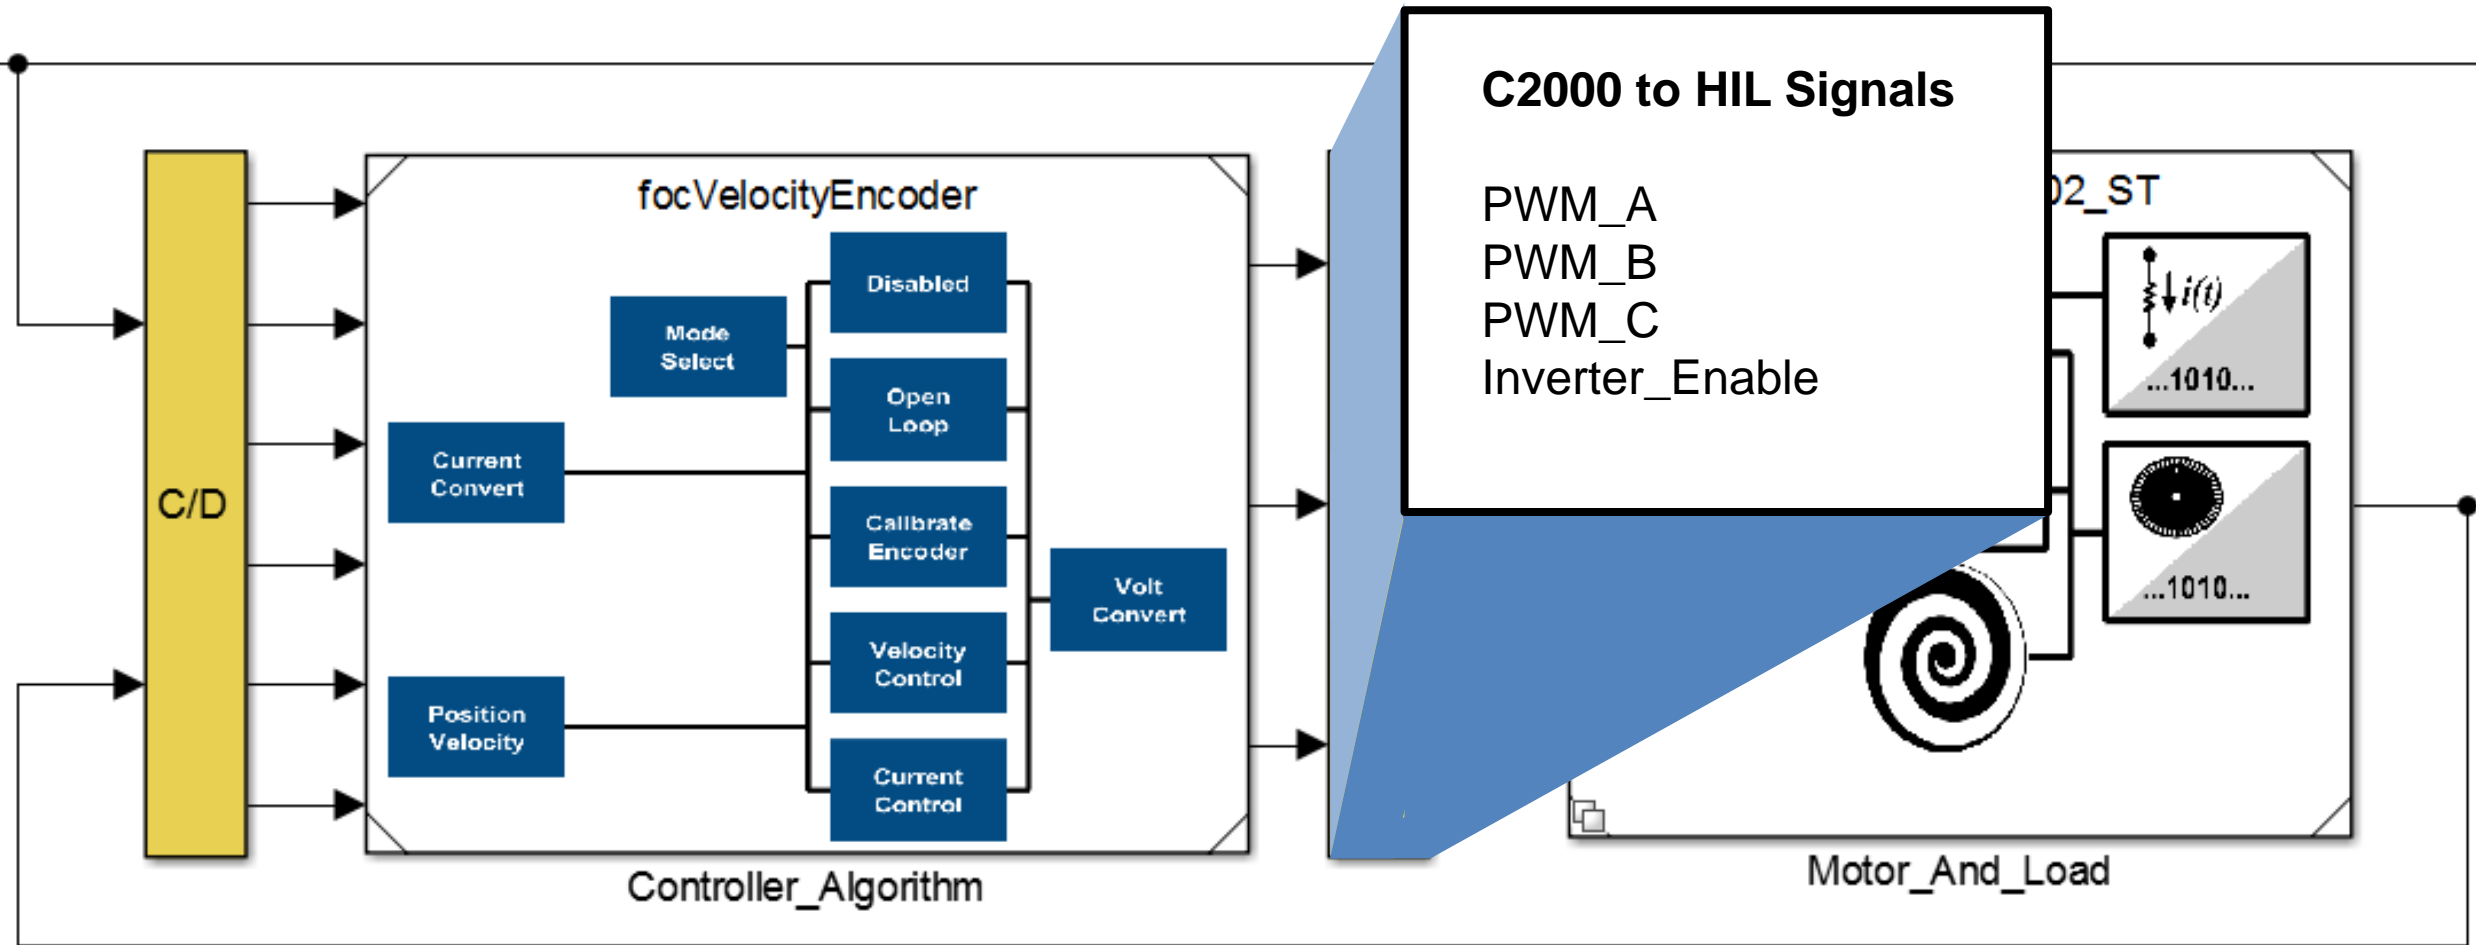 C2000 to HIL Signals
PWM_A
PWM_B
PWM_C
Inverter_Enable
C/D
focVelocityEncoder
Mode
Select
Current
Convert
Position
Velocity
Disabled
Open
Loop
Calibrate
Encoder
Velocity
Control
Current
Control
Volt
Convert
Controller_Algorithm
02_ST
i(t)
...1010...
...1010...
Motor_And_Load